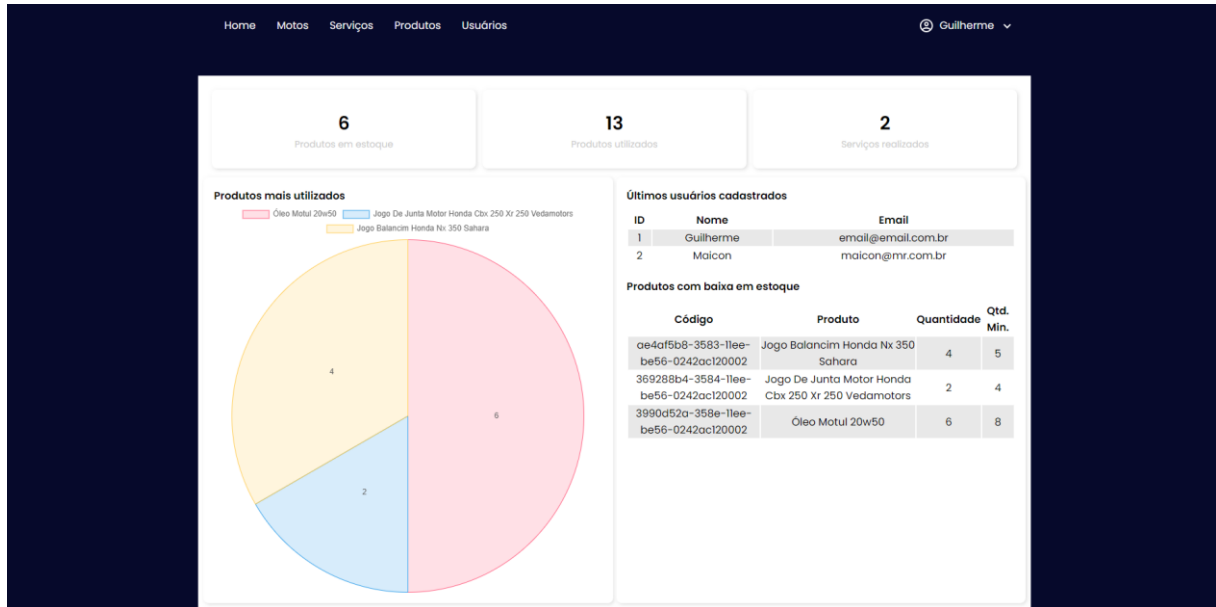 Home Motos Serviços Produtos Usuários Guilherme
6 13 2
Produtos em estoque Produtos utilizados Serviços realizados
Produtos mais utilizados
Óleo Motul 20w50 Jogo De Junta Motor Honda Cbx 250 Xr 250 Vedamotors
Jogo Balancim Honda Nx 350 Sahara
4
6
2
Últimos usuários cadastrados
ID Nome Email
1 Guilherme email@email.com.br
2 Maicon maicon@mr.com.br
Produtos com baixa em estoque
Código Produto Quantidade Qtd.
Min.
ae4af5b8-3583-11ee- Jogo Balancim Honda Nx 350
be56-0242ac120002 Sahara 4 5
369288b4-3584-11ee- Jogo De Junta Motor Honda
be56-0242ac120002 Cbx 250 Xr 250 Vedamotors 2 4
3990d52a-358e-11ee-
be56-0242ac120002 Óleo Motul 20w50 6 8